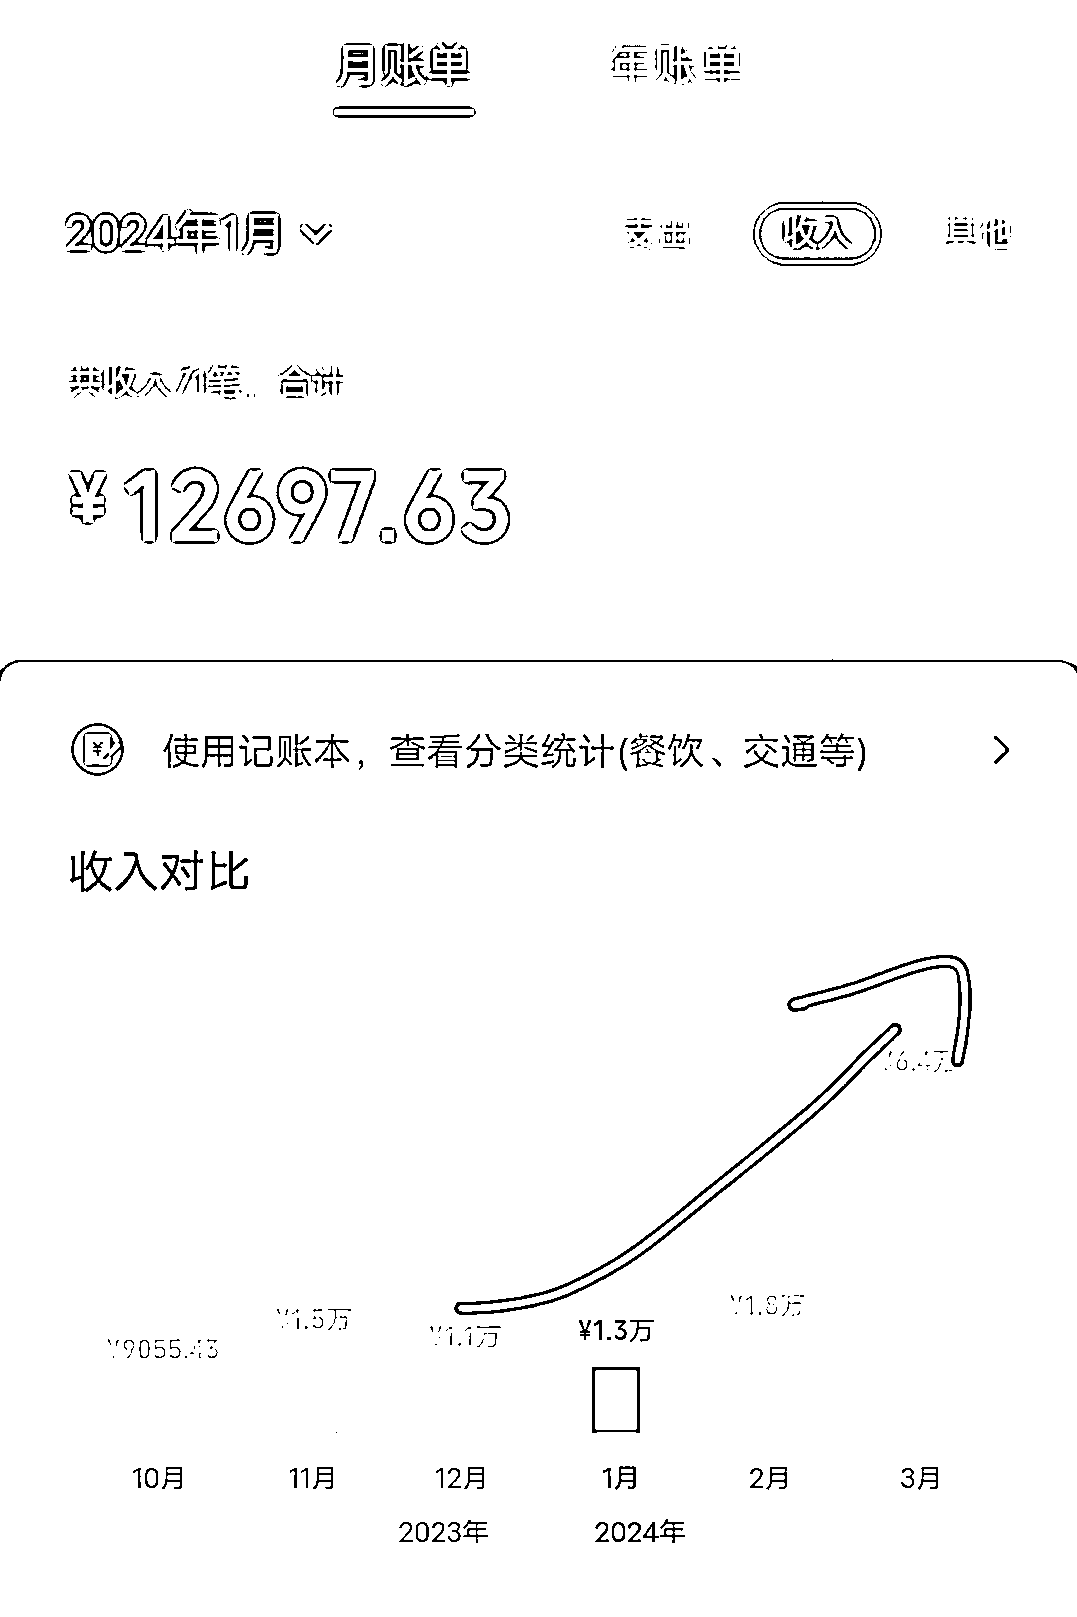 月账单 年账单
2024年1月 支出 收入 其他
共收入 笔，合计
¥12697.63
使用记账本，查看分类统计(餐饮、交通等)
收入对比
¥6.4万
¥9055.43 ¥1.5万 ¥1.1万 ¥1.3万 ¥1.8万
10月 11月 12月 1月 2月 3月
2023年 2024年